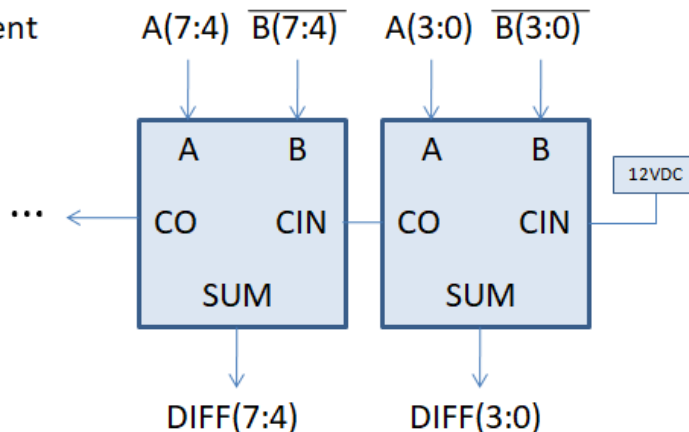 ent
A(7:4) B(7:4) A(3:0) B(3:0)
A B A B
12VDC
... CO CIN CO CIN
SUM SUM
DIFF(7:4) DIFF(3:0)